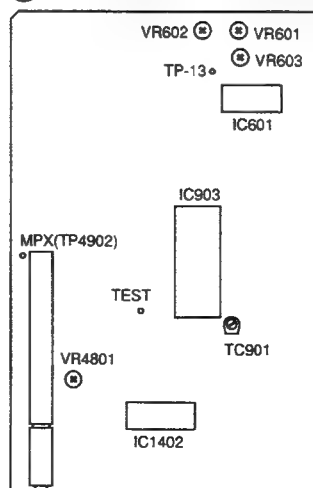 VR602
VR601
VR603
TP-13
IC601
IC903
MPX(TP4902)
TEST
TC901
VR4801
IC1402